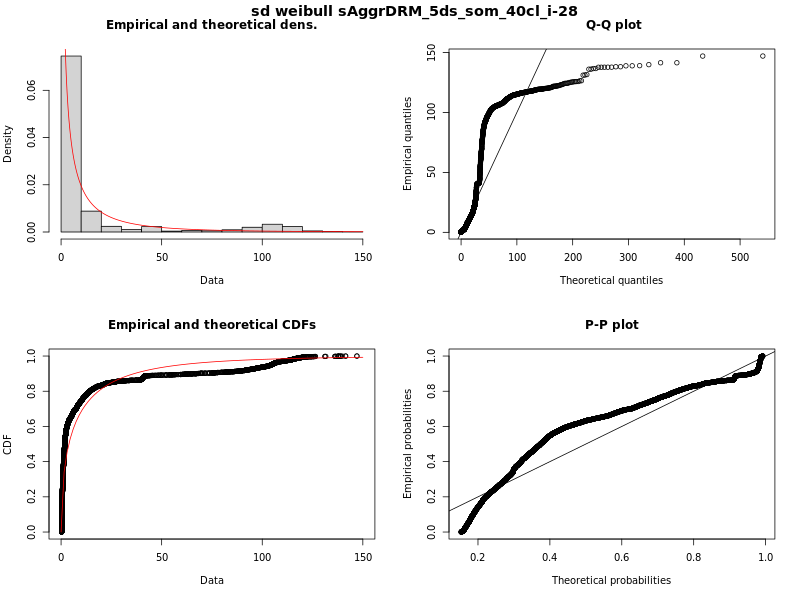 sd weibull sAggrDRM_5ds_som_40cl_i-28
Empirical and theoretical dens.
Density
0.00 0.02 0.04 0.06
0 50 100 150
Data
Q-Q plot
Empirical quantiles
0 50 100 150
0 100 200 300 400 500
Theoretical quantiles
Empirical and theoretical CDFs
CDF
0.0 0.2 0.4 0.6 0.8 1.0
0 50 100 150
Data
P-P plot
Empirical probabilities
0.0 0.2 0.4 0.6 0.8 1.0
0.2 0.4 0.6 0.8 1.0
Theoretical probabilities